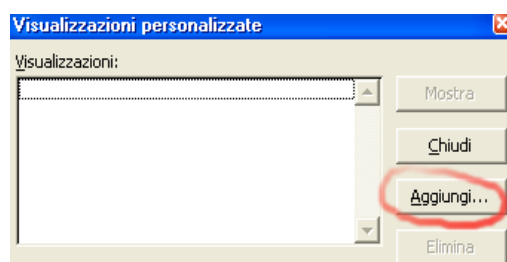 Visualizzazioni personalizzate
Visualizzazioni:
Mostra
Chiudi
Aggiungi...
Elimina